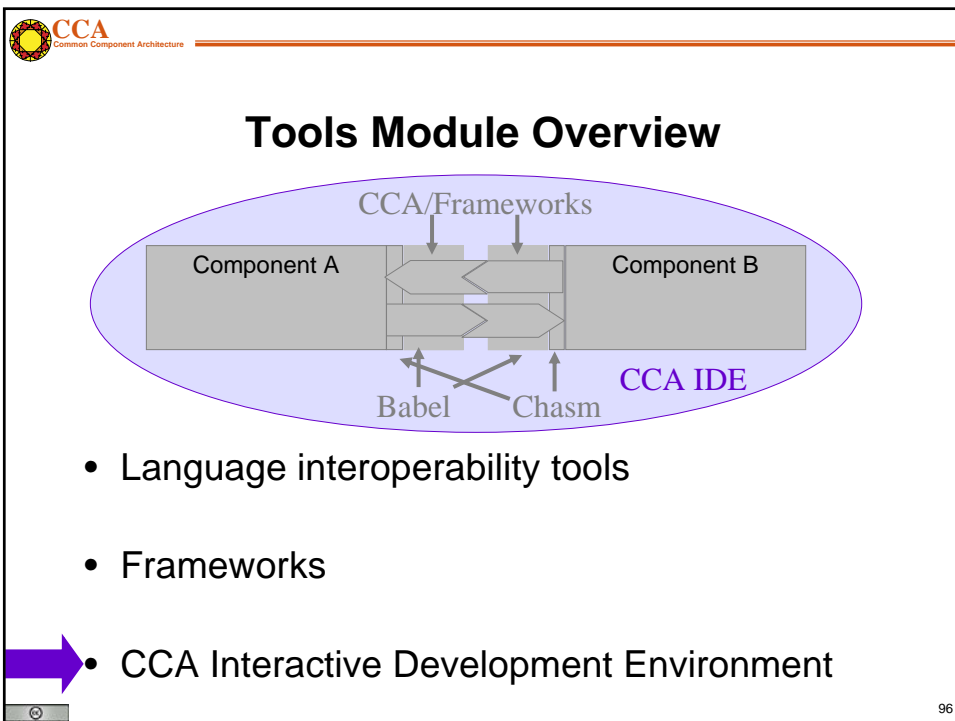 CCA
Common Component Architecture
Tools Module Overview
CCA/Frameworks
Component A
Component B
CCA IDE
Babel
Chasm
• Language interoperability tools
• Frameworks
• CCA Interactive Development Environment
cc
96